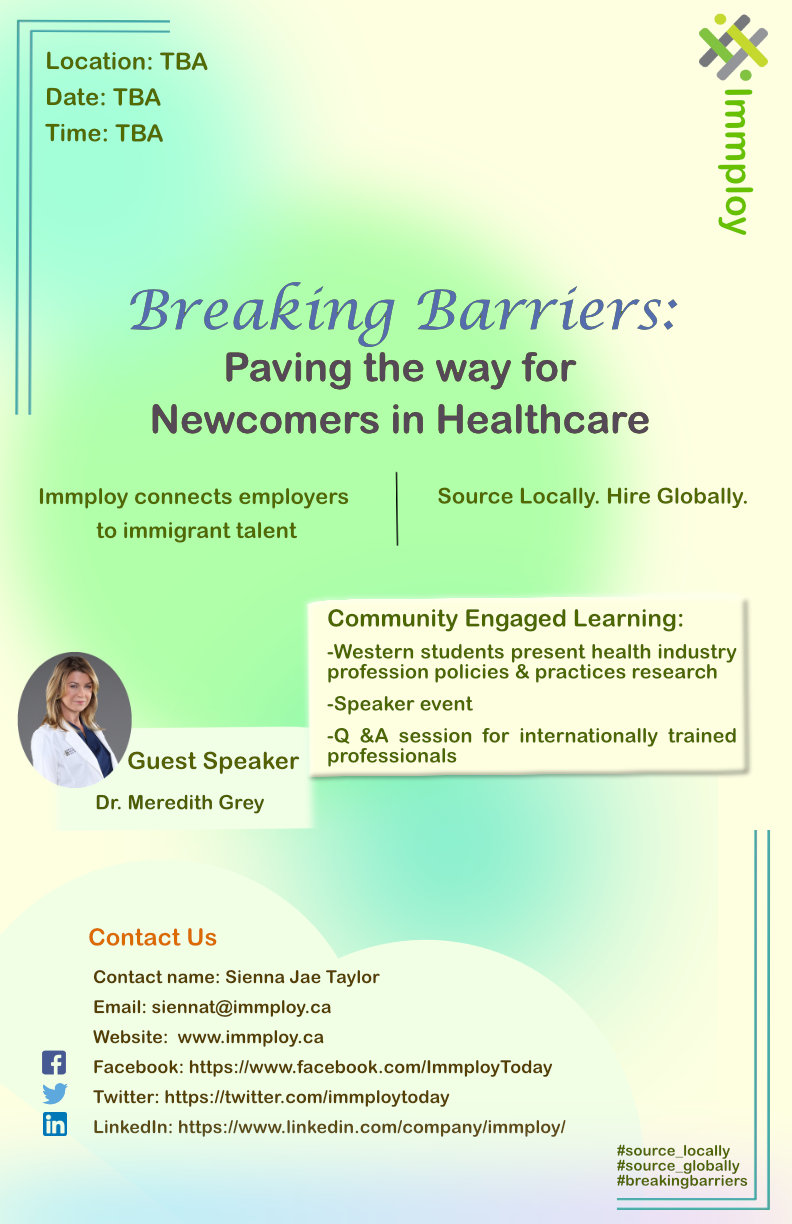 Location: TBA
Date: TBA
Time: TBA
Immploy
Breaking Barriers:
Paving the way for
Newcomers in Healthcare
Immploy connects employers
to immigrant talent
Source Locally. Hire Globally.
Community Engaged Learning:
-Western students present health industry
profession policies & practices research
-Speaker event
-Q &A session for internationally trained
professionals
Guest Speaker
Dr. Meredith Grey
Contact Us
Contact name: Sienna Jae Taylor
Email: siennat@immploy.ca
Website: www.immploy.ca
Facebook: https://www.facebook.com/ImmployToday
Twitter: https://twitter.com/immploytoday
LinkedIn: https://www.linkedin.com/company/immploy/
#source_locally
#source_globally
#breakingbarriers